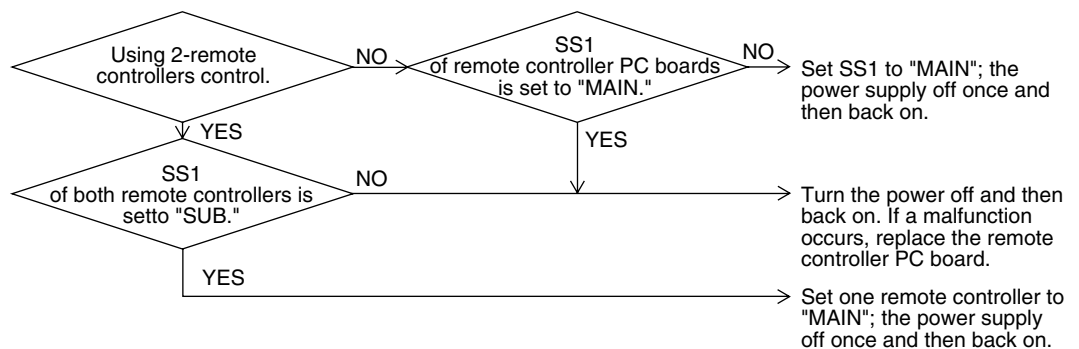 Using 2-remote
controllers control.
NO
SS1
of remote controller PC boards
is set to "MAIN."
NO
Set SS1 to "MAIN"; the
power supply off once and
then back on.
YES
YES
SS1
of both remote controllers is
setto "SUB."
NO
Turn the power off and then
back on. If a malfunction
occurs, replace the remote
controller PC board.
YES
Set one remote controller to
"MAIN"; the power supply
off once and then back on.